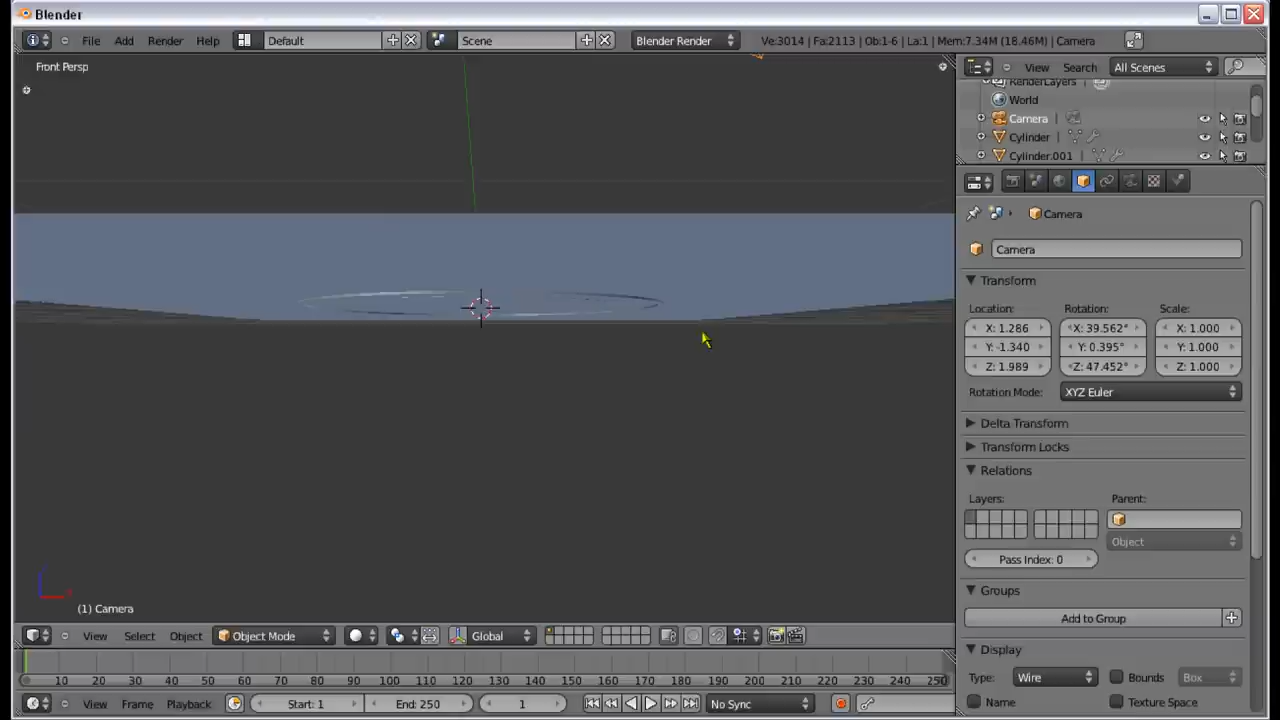 Blender
File Add Render Help Default Scene Blender Render Ve:3014 | Fa:2113 | Ob:1-6 | La:1 | Mem:7.34M (18.46M) | Camera
Front Persp
View Search All Scenes
RenderLayers
World
Camera
Cylinder
Cylinder.001
Camera
Camera
Transform
Location: Rotation: Scale:
X: 1.286 X: 39.562° X: 1.000
Y: -1.340 Y: 0.395° Y: 1.000
Z: 1.989 Z: 47.452° Z: 1.000
Rotation Mode: XYZ Euler
Delta Transform
Transform Locks
Relations
Layers: Parent:
Object
Pass Index: 0
Groups
Add to Group
Display
Type: Wire Bounds Box
Name Texture Space
(1) Camera
View Select Object Object Mode Global
10 20 30 40 50 60 70 80 90 100 110 120 130 140 150 160 170 180 190 200 210 220 230 240 250
View Frame Playback Start: 1 End: 250 1 No Sync